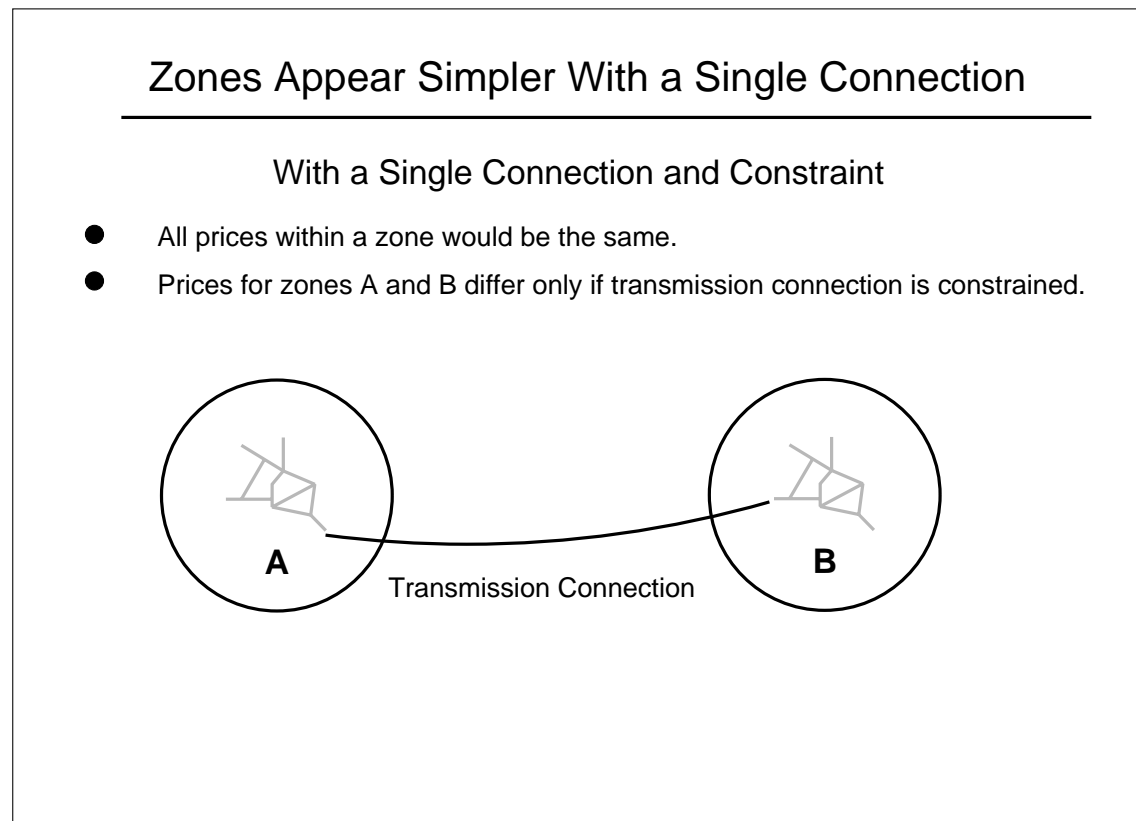 Zones Appear Simpler With a Single Connection
With a Single Connection and Constraint
● All prices within a zone would be the same.
● Prices for zones A and B differ only if transmission connection is constrained.
A
B
Transmission Connection